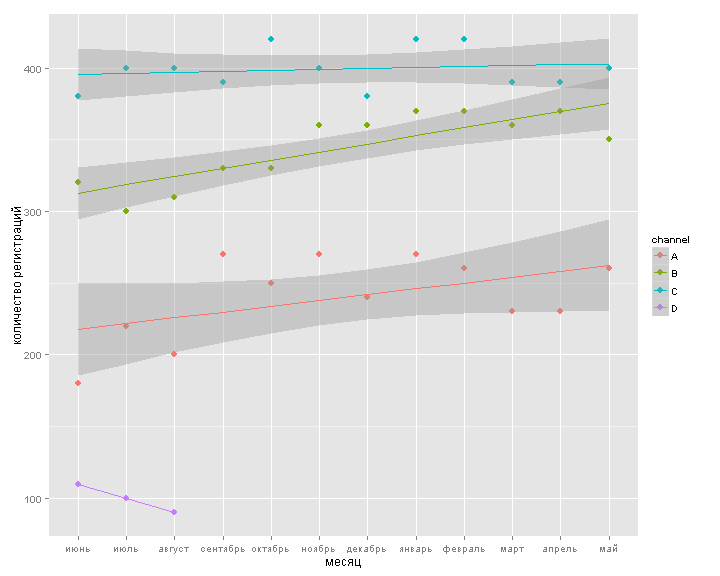 400
300
200
100
количество регистраций
июнь июль август сентябрь октябрь ноябрь декабрь январь февраль март апрель май
месяц
channel
A
B
C
D